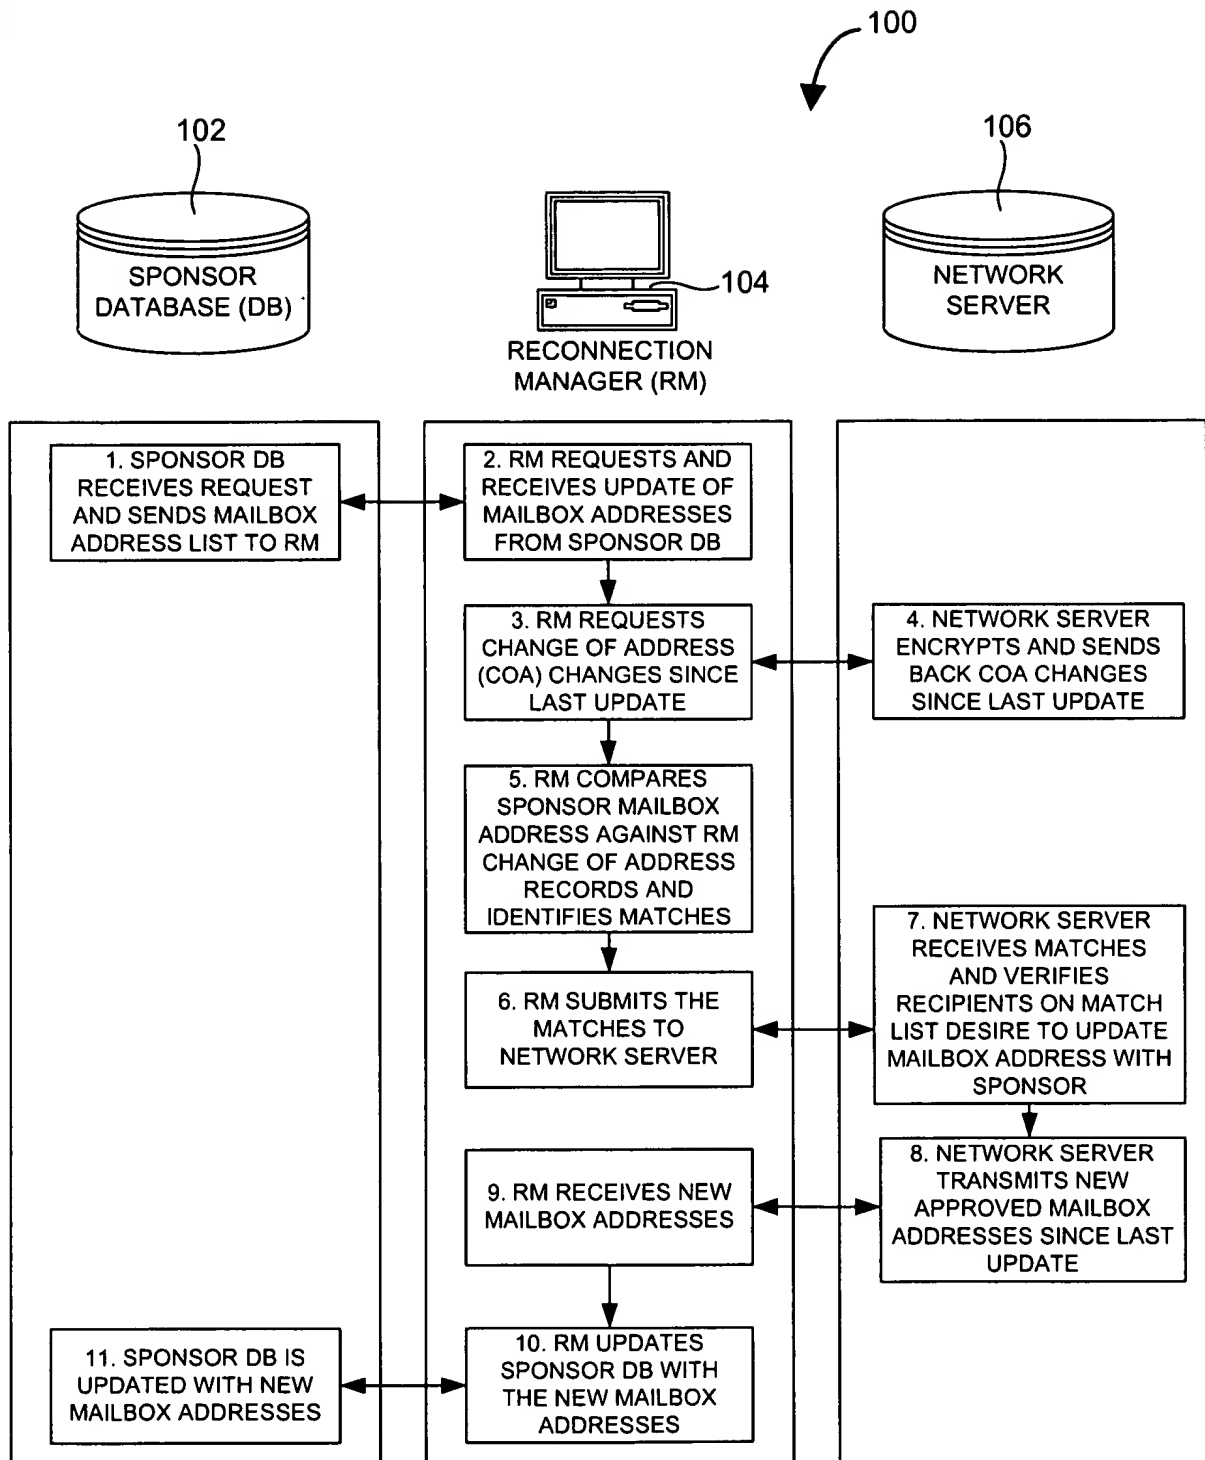 100
102
106
SPONSOR
DATABASE (DB)
104
NETWORK
SERVER
RECONNECTION
MANAGER (RM)
1. SPONSOR DB
RECEIVES REQUEST
AND SENDS MAILBOX
ADDRESS LIST TO RM
2. RM REQUESTS AND
RECEIVES UPDATE OF
MAILBOX ADDRESSES
FROM SPONSOR DB
3. RM REQUESTS
CHANGE OF ADDRESS
(COA) CHANGES SINCE
LAST UPDATE
4. NETWORK SERVER
ENCRYPTS AND SENDS
BACK COA CHANGES
SINCE LAST UPDATE
5. RM COMPARES
SPONSOR MAILBOX
ADDRESS AGAINST RM
CHANGE OF ADDRESS
RECORDS AND
IDENTIFIES MATCHES
6. RM SUBMITS THE
MATCHES TO
NETWORK SERVER
7. NETWORK SERVER
RECEIVES MATCHES
AND VERIFIES
RECIPIENTS ON MATCH
LIST DESIRE TO UPDATE
MAILBOX ADDRESS WITH
SPONSOR
8. NETWORK SERVER
TRANSMITS NEW
APPROVED MAILBOX
ADDRESSES SINCE LAST
UPDATE
9. RM RECEIVES NEW
MAILBOX ADDRESSES
10. RM UPDATES
SPONSOR DB WITH
THE NEW MAILBOX
ADDRESSES
11. SPONSOR DB IS
UPDATED WITH NEW
MAILBOX ADDRESSES